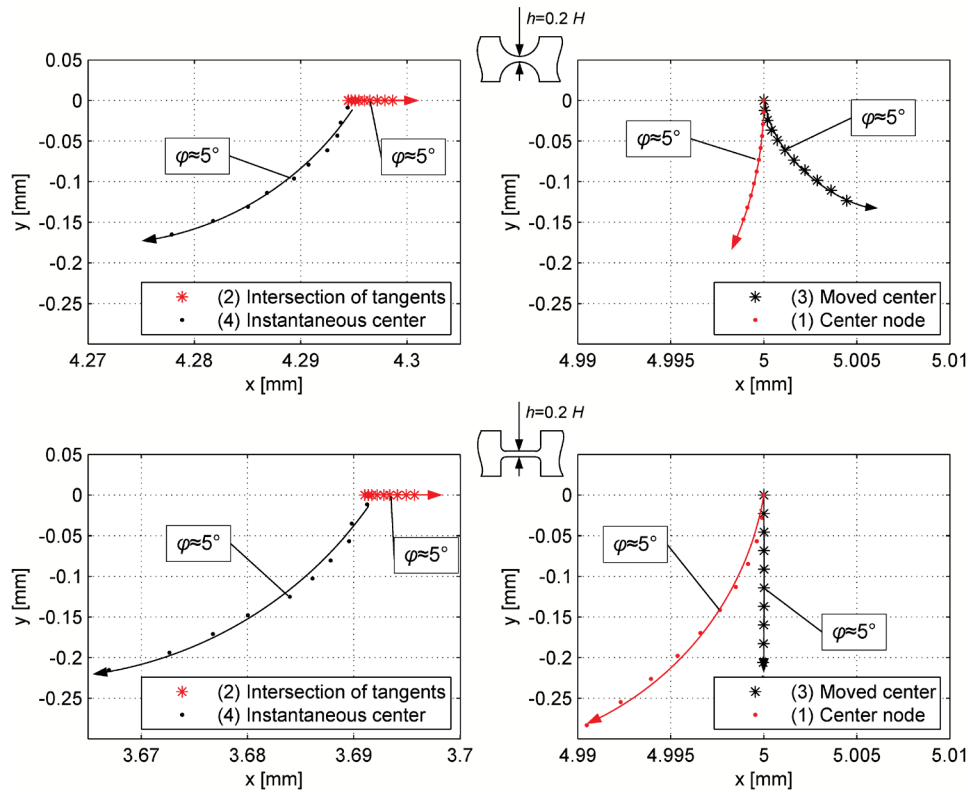 h=0.2 H
0.05
0
-0.05
-0.1
-0.15
-0.2
-0.25
y [mm]
φ≈5°
φ≈5°
(2) Intersection of tangents
(4) Instantaneous center
4.27 4.28 4.29 4.3
x [mm]
0.05
0
-0.05
-0.1
-0.15
-0.2
-0.25
y [mm]
φ≈5°
φ≈5°
(3) Moved center
(1) Center node
4.99 4.995 5 5.005 5.01
x [mm]
h=0.2 H
0.05
0
-0.05
-0.1
-0.15
-0.2
-0.25
y [mm]
φ≈5°
φ≈5°
(2) Intersection of tangents
(4) Instantaneous center
3.67 3.68 3.69 3.7
x [mm]
0.05
0
-0.05
-0.1
-0.15
-0.2
-0.25
y [mm]
φ≈5°
φ≈5°
(3) Moved center
(1) Center node
4.99 4.995 5 5.005 5.01
x [mm]